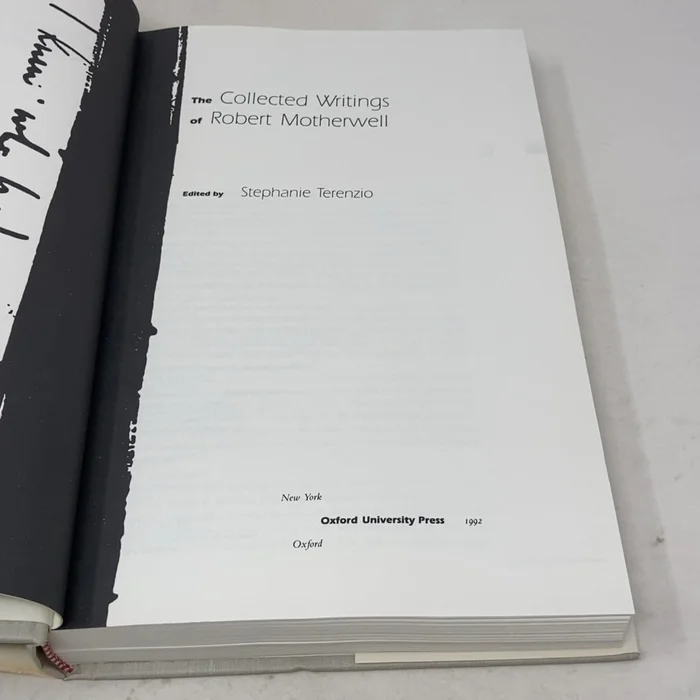 The Collected Writings
of Robert Motherwell
Edited by Stephanie Terenzio
New York
Oxford University Press 1992
Oxford